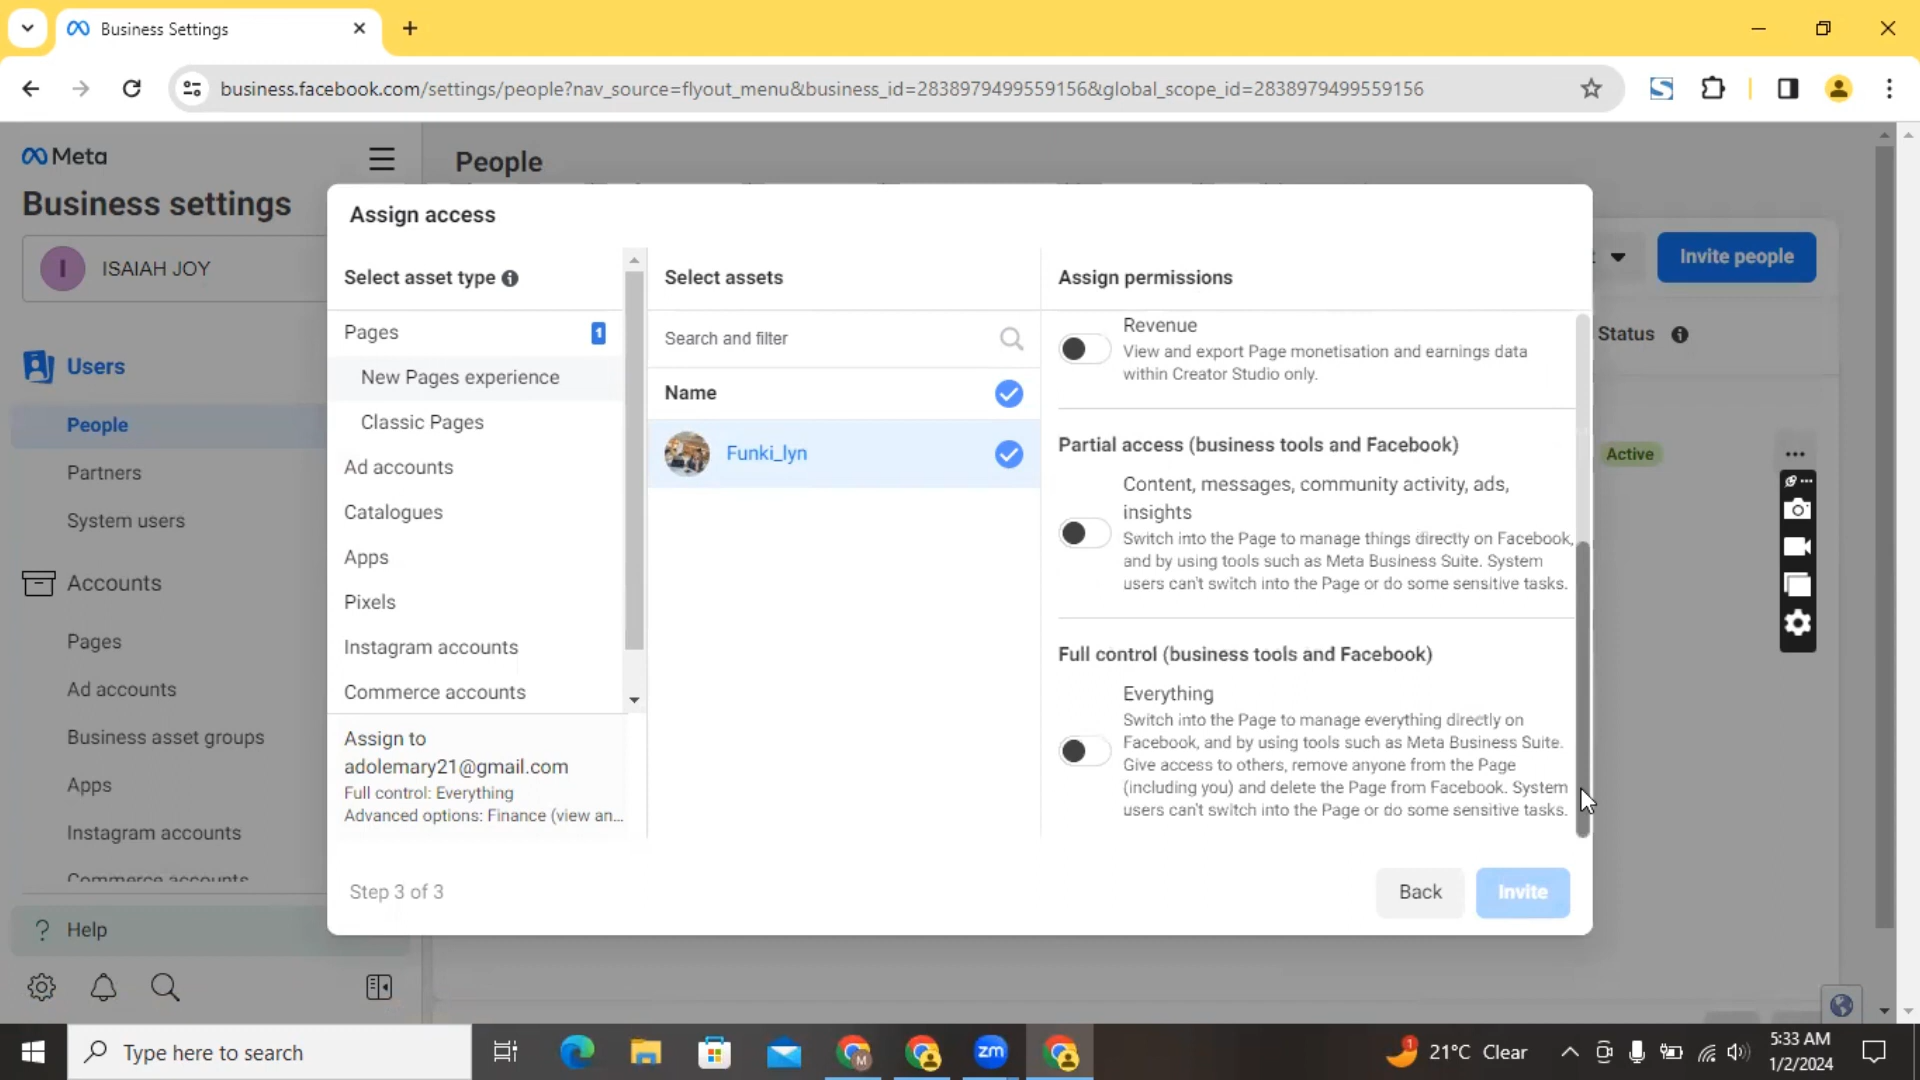 Business Settings
business.facebook.com/settings/people?nav_source=flyout_menu&business_id=2838979499559156&global_scope_id=2838979499559156
Meta
Business settings
I
ISAIAH JOY
Users
People
Partners
System users
Accounts
Pages
Ad accounts
Business asset groups
Apps
Instagram accounts
Commerce accounts
? Help
People
Invite people
Status
Active
Assign access
Select asset type
Pages
1
New Pages experience
Classic Pages
Ad accounts
Catalogues
Apps
Pixels
Instagram accounts
Commerce accounts
Assign to
adolemary21@gmail.com
Full control: Everything
Advanced options: Finance (view an...
Select assets
Search and filter
Name
Funki_lyn
Assign permissions
Revenue
View and export Page monetisation and earnings data
within Creator Studio only.
Partial access (business tools and Facebook)
Content, messages, community activity, ads,
insights
Switch into the Page to manage things directly on Facebook,
and by using tools such as Meta Business Suite. System
users can't switch into the Page or do some sensitive tasks.
Full control (business tools and Facebook)
Everything
Switch into the Page to manage everything directly on
Facebook, and by using tools such as Meta Business Suite.
Give access to others, remove anyone from the Page
(including you) and delete the Page from Facebook. System
users can't switch into the Page or do some sensitive tasks.
Step 3 of 3
Back
Invite
Type here to search
zm
M
1
21°C Clear
5:33 AM
1/2/2024